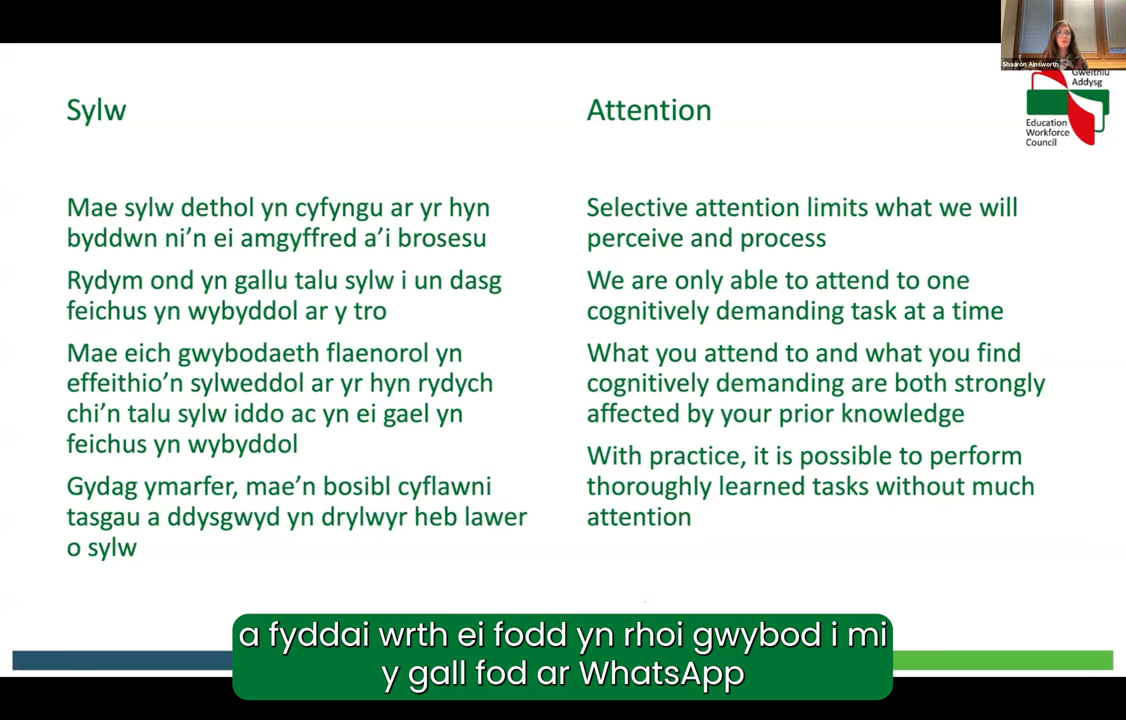 Shaaron Ainsworth
Gweithlu
Addysg
Education
Workforce
Council
Sylw
Mae sylw dethol yn cyfyngu ar yr hyn
byddwn ni’n ei amgyffred a’i brosesu
Rydym ond yn gallu talu sylw i un dasg
feichus yn wybyddol ar y tro
Mae eich gwybodaeth flaenorol yn
effeithio’n sylweddol ar yr hyn rydych
chi’n talu sylw iddo ac yn ei gael yn
feichus yn wybyddol
Gydag ymarfer, mae’n bosibl cyflawni
tasgau a ddysgwyd yn drylwyr heb lawer
o sylw
Attention
Selective attention limits what we will
perceive and process
We are only able to attend to one
cognitively demanding task at a time
What you attend to and what you find
cognitively demanding are both strongly
affected by your prior knowledge
With practice, it is possible to perform
thoroughly learned tasks without much
attention
a fyddai wrth ei fodd yn rhoi gwybod i mi
y gall fod ar WhatsApp